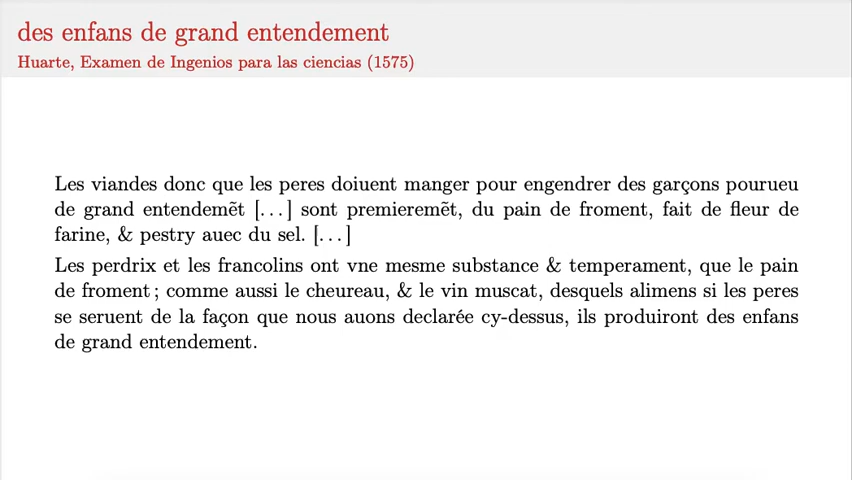 des enfans de grand entendement
Huarte, Examen de Ingenios para las ciencias (1575)
Les viandes donc que les peres doiuent manger pour engendrer des garçons pourueu
de grand entendemẽt [...] sont premieremẽt, du pain de froment, fait de fleur de
farine, & pestry auec du sel. [...]
Les perdrix et les francolins ont vne mesme substance & temperament, que le pain
de froment ; comme aussi le cheureau, & le vin muscat, desquels alimens si les peres
se seruent de la façon que nous auons declarée cy-dessus, ils produiront des enfans
de grand entendement.